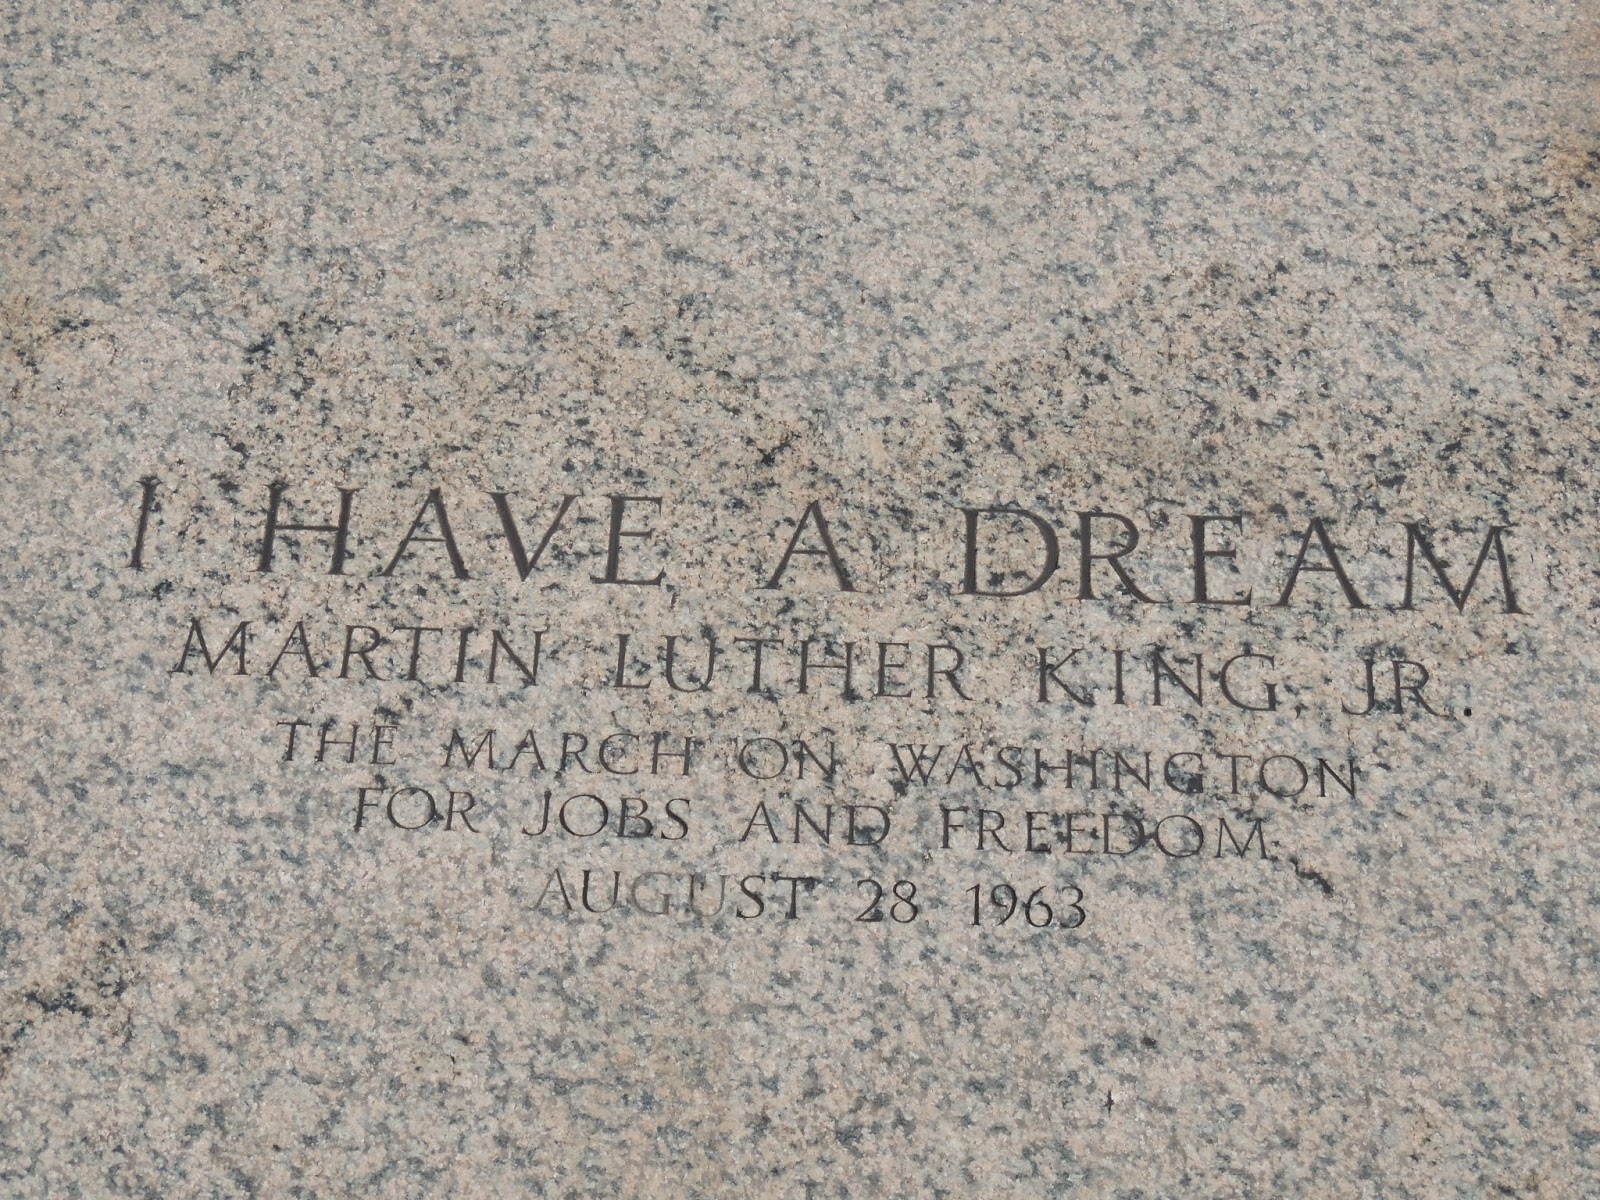 I HAVE A DREAM
MARTIN LUTHER KING, JR.
THE MARCH ON WASHINGTON
FOR JOBS AND FREEDOM
AUGUST 28 1963